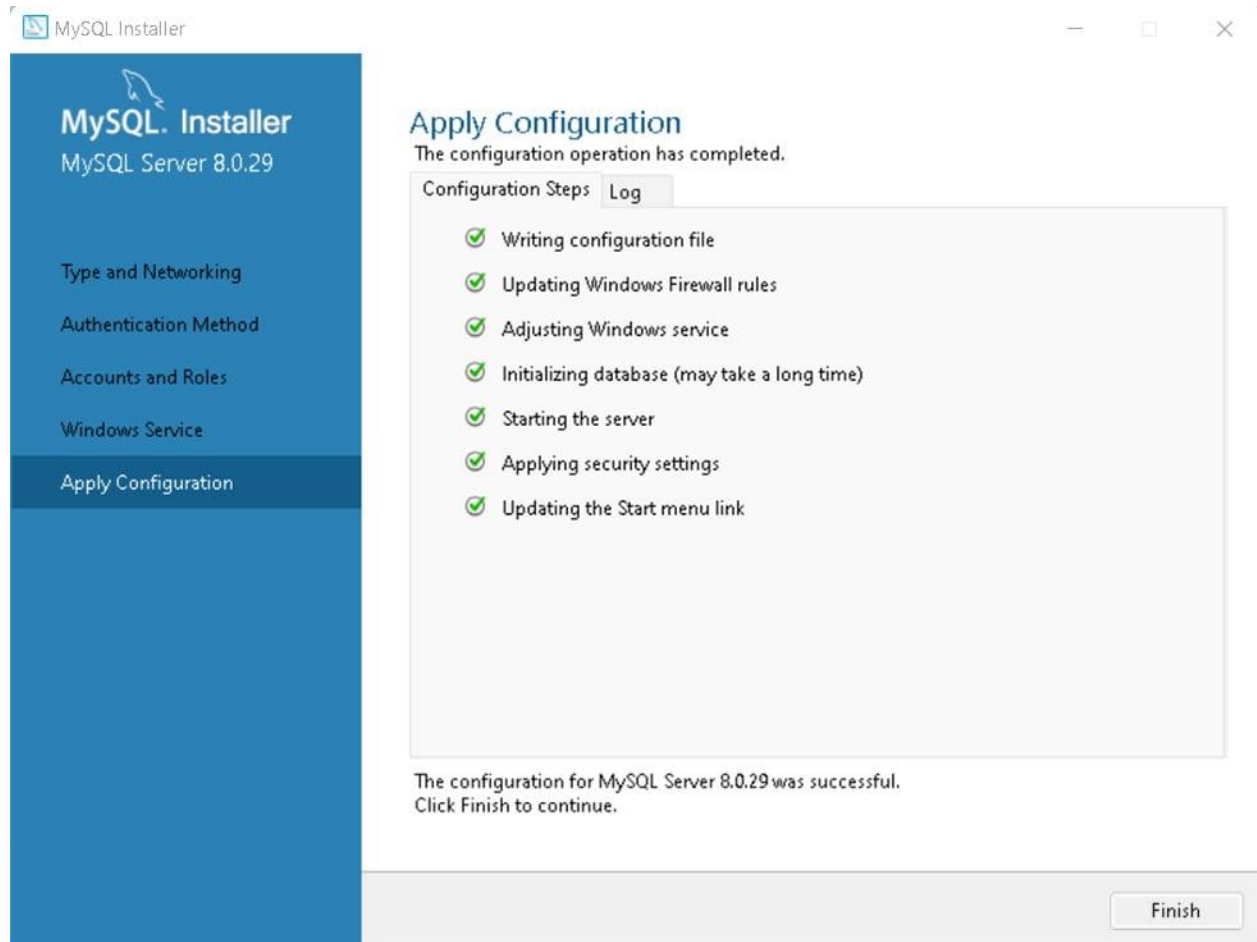 MySQL Installer
MySQL. Installer
MySQL Server 8.0.29
Type and Networking
Authentication Method
Accounts and Roles
Windows Service
Apply Configuration
Apply Configuration
The configuration operation has completed.
Configuration Steps
Log
Writing configuration file
Updating Windows Firewall rules
Adjusting Windows service
Initializing database (may take a long time)
Starting the server
Applying security settings
Updating the Start menu link
The configuration for MySQL Server 8.0.29 was successful.
Click Finish to continue.
Finish